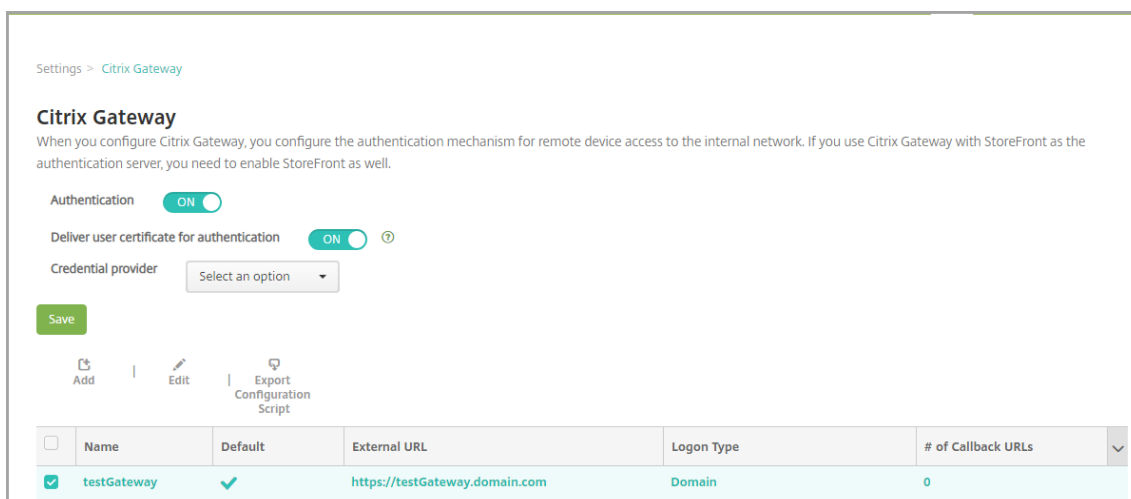 Settings > Citrix Gateway
Citrix Gateway
When you configure Citrix Gateway, you configure the authentication mechanism for remote device access to the internal network. If you use Citrix Gateway with StoreFront as the
authentication server, you need to enable StoreFront as well.
Authentication ON
Deliver user certificate for authentication ON ?
Credential provider Select an option
Save
Add | Edit | Export
Configuration
Script
Name Default External URL Logon Type # of Callback URLs
testGateway https://testGateway.domain.com Domain 0